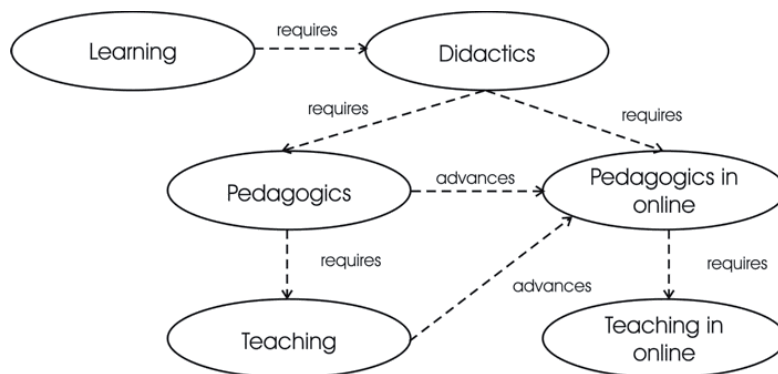 requires
Learning
Didactics
requires
requires
Pedagogics
advances
Pedagogics in
online
requires
requires
advances
Teaching
Teaching in
online